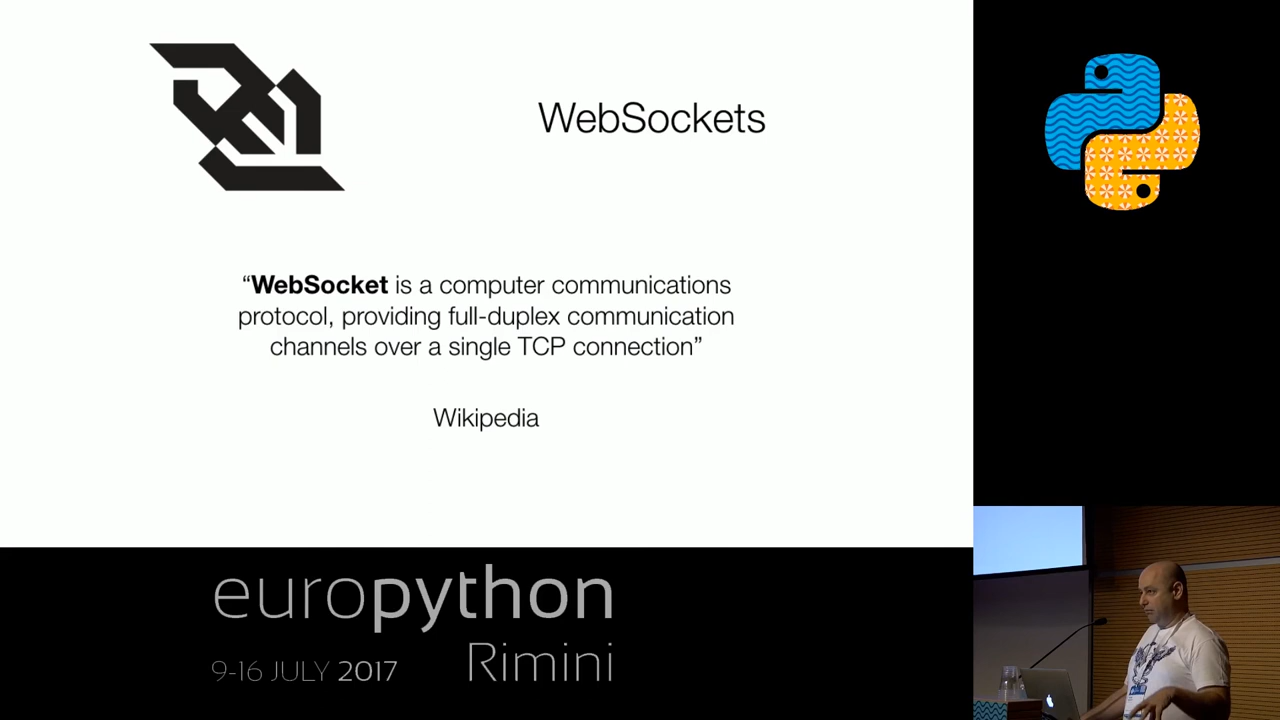 WebSockets
“WebSocket is a computer communications
protocol, providing full-duplex communication
channels over a single TCP connection”
Wikipedia
europython
Rimini
9-16 JULY 2017